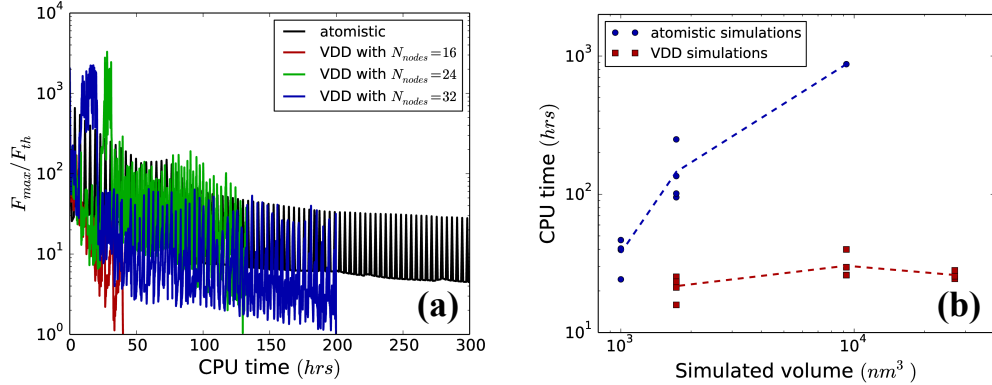 atomistic
VDD with N_nodes=16
VDD with N_nodes=24
VDD with N_nodes=32
10^4
10^3
10^2
10^1
10^0
F_max/F_th
0 50 100 150 200 250 300
CPU time (hrs)
(a)
atomistic simulations
VDD simulations
10^3
10^2
10^1
CPU time (hrs)
10^3 10^4
Simulated volume (nm^3)
(b)